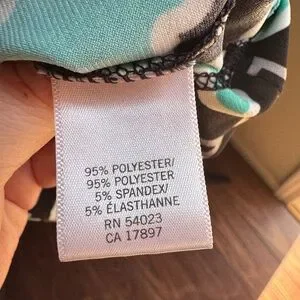 95% POLYESTER/
95% POLYESTER
5% SPANDEX/
5% ÉLASTHANNE
RN 54023
CA 17897